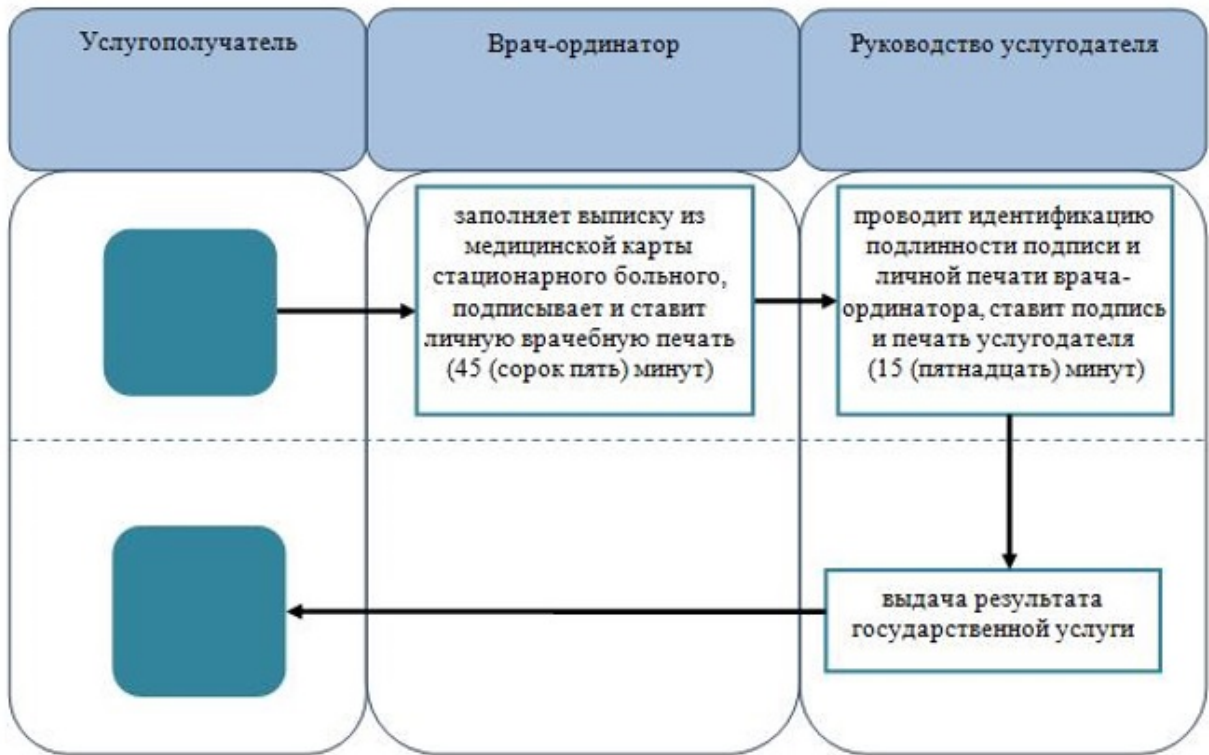 Услугополучатель
Врач-ординатор
Руководство услугодателя
заполняет выписку из
медицинской карты
стационарного больного,
подписывает и ставит
личную врачебную печать
(45 (сорок пять) минут)
проводит идентификацию
подлинности подписи и
личной печати врача-
ординатора, ставит подпись
и печать услугодателя
(15 (пятнадцать) минут)
выдача результата
государственной услуги